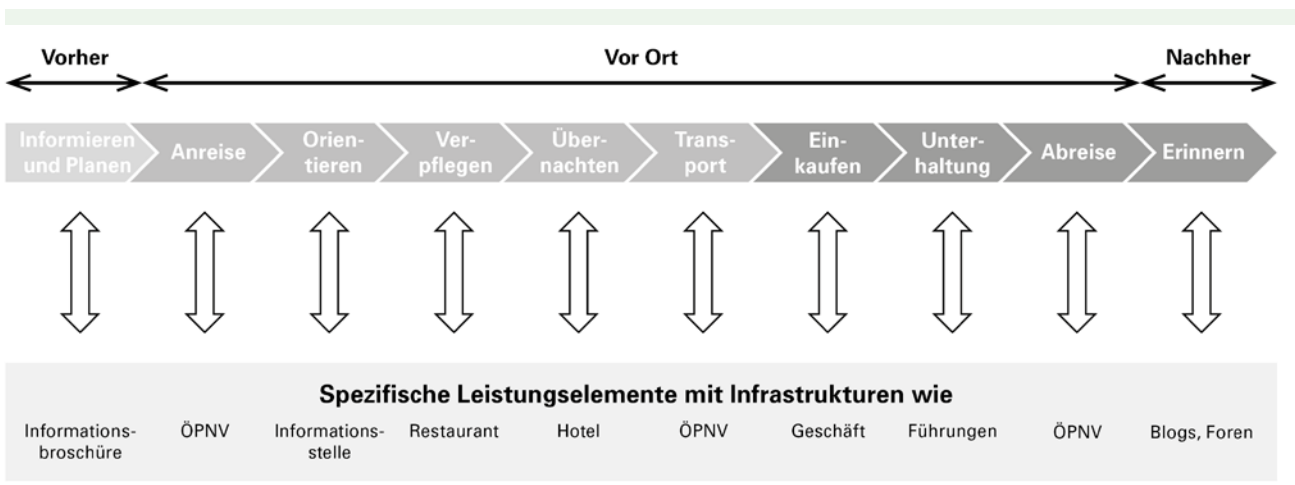 Vorher
Vor Ort
Nachher
Informieren
und Planen
Anreise
Orien-
tieren
Ver-
pflegen
Über-
nachten
Trans-
port
Ein-
kaufen
Unter-
haltung
Abreise
Erinnern
Spezifische Leistungselemente mit Infrastrukturen wie
Informations-
broschüre
ÖPNV
Informations-
stelle
Restaurant
Hotel
ÖPNV
Geschäft
Führungen
ÖPNV
Blogs, Foren